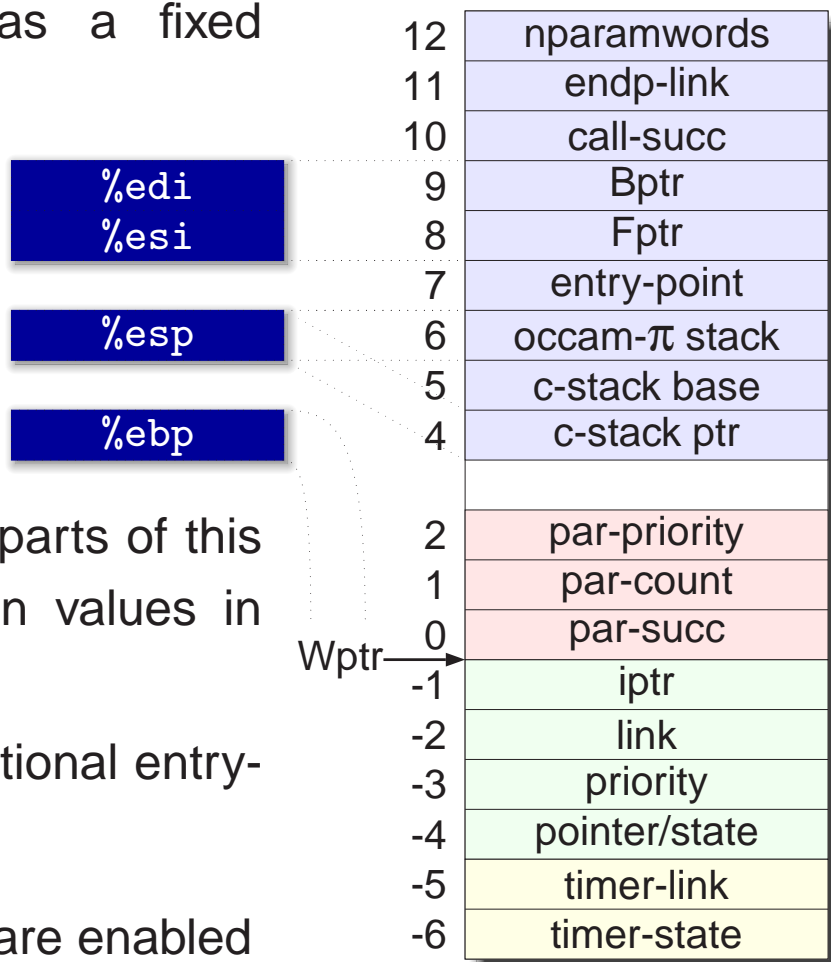 as a fixed
%edi
%esi
%esp
%ebp
parts of this
n values in
tional entry-
are enabled
Wptr
12 nparamwords
11 endp-link
10 call-succ
9 Bptr
8 Fptr
7 entry-point
6 occam-π stack
5 c-stack base
4 c-stack ptr
2 par-priority
1 par-count
0 par-succ
-1 iptr
-2 link
-3 priority
-4 pointer/state
-5 timer-link
-6 timer-state